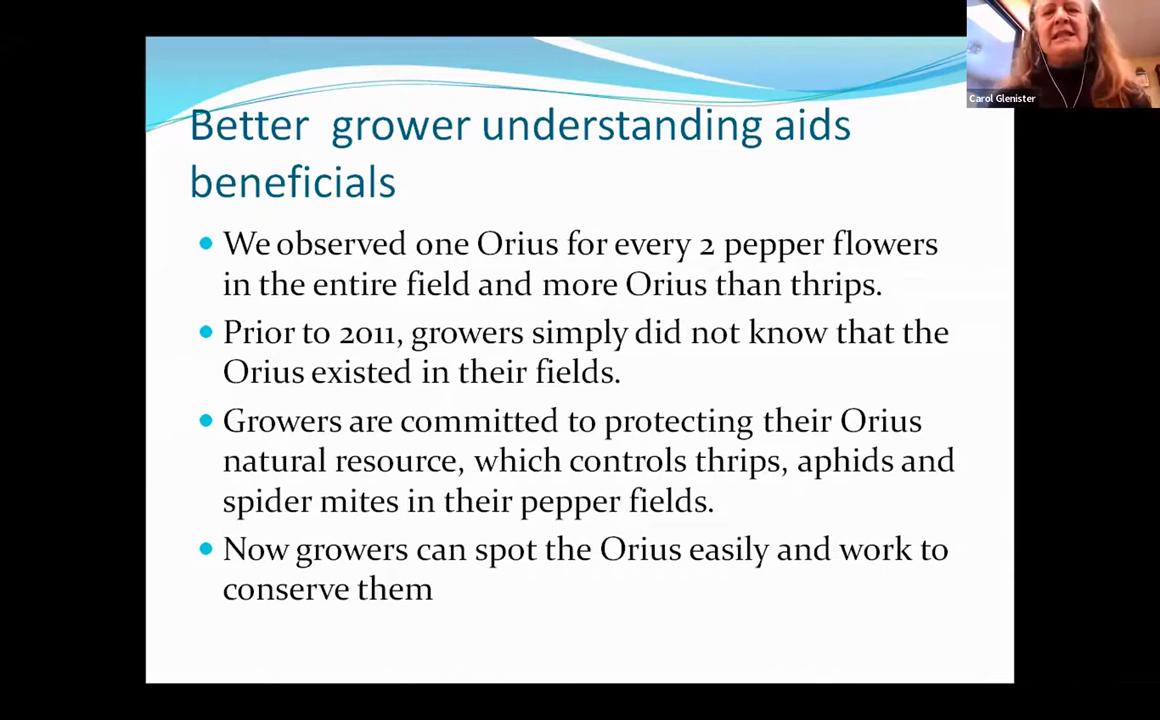 Carol Glenister
Better grower understanding aids
beneficials
We observed one Orius for every 2 pepper flowers
in the entire field and more Orius than thrips.
Prior to 2011, growers simply did not know that the
Orius existed in their fields.
Growers are committed to protecting their Orius
natural resource, which controls thrips, aphids and
spider mites in their pepper fields.
Now growers can spot the Orius easily and work to
conserve them